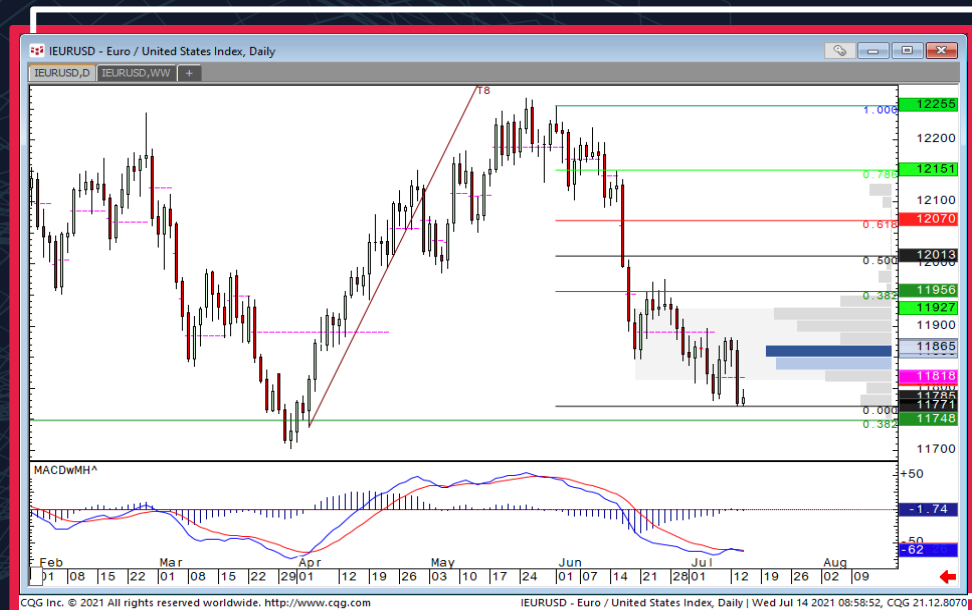 IEURUSD - Euro / United States Index, Daily
IEURUSD,D IEURUSD,WW +
T8
1.000 12255
12200
0.786 12151
12100
0.618 12070
12013
0.500 12000
0.382 11956
11927
11900
11865
11818
11785
0.000 11771
0.382 11748
11700
MACDwMH^
+50
-1.74
-50
-62
Feb Mar Apr May Jun Jul Aug
01 08 15 22 01 08 15 22 29 01 12 19 26 03 10 17 24 01 07 14 21 28 01 12 19 26 02 09
CQG Inc. © 2021 All rights reserved worldwide. http://www.cqg.com IEURUSD - Euro / United States Index, Daily | Wed Jul 14 2021 08:58:52, CQG 21.12.8070